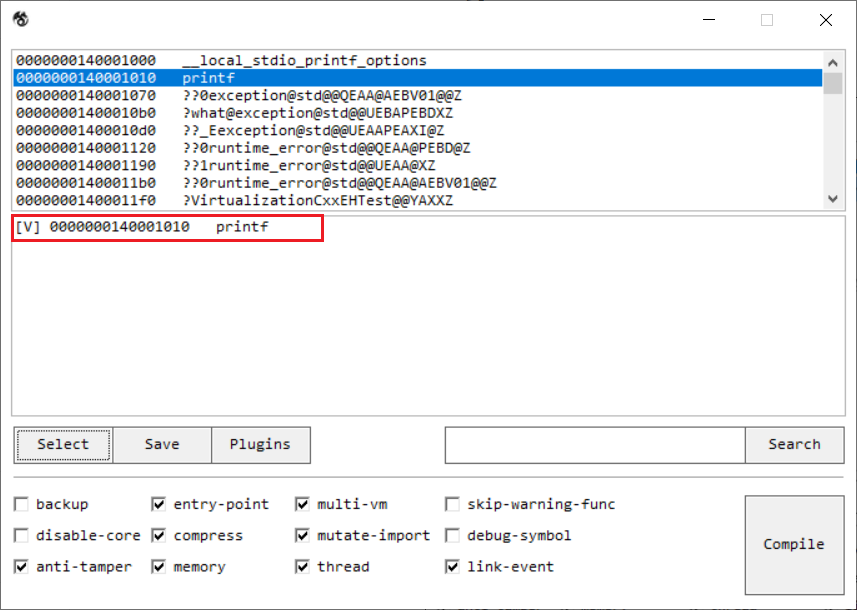 0000000140001000 __local_stdio_printf_options
0000000140001010 printf
0000000140001070 ??0exception@std@@QEAA@AEBV01@@Z
00000001400010b0 ?what@exception@std@@UEBAPEBDXZ
00000001400010d0 ??_Eexception@std@@UEAAPEAXI@Z
0000000140001120 ??0runtime_error@std@@QEAA@PEBD@Z
0000000140001190 ??1runtime_error@std@@UEAA@XZ
00000001400011b0 ??0runtime_error@std@@QEAA@AEBV01@@Z
00000001400011f0 ?VirtualizationCxxEHTest@@YAXXZ
[V] 0000000140001010 printf
Select Save Plugins Search
backup entry-point multi-vm skip-warning-func
disable-core compress mutate-import debug-symbol
Compile
anti-tamper memory thread link-event